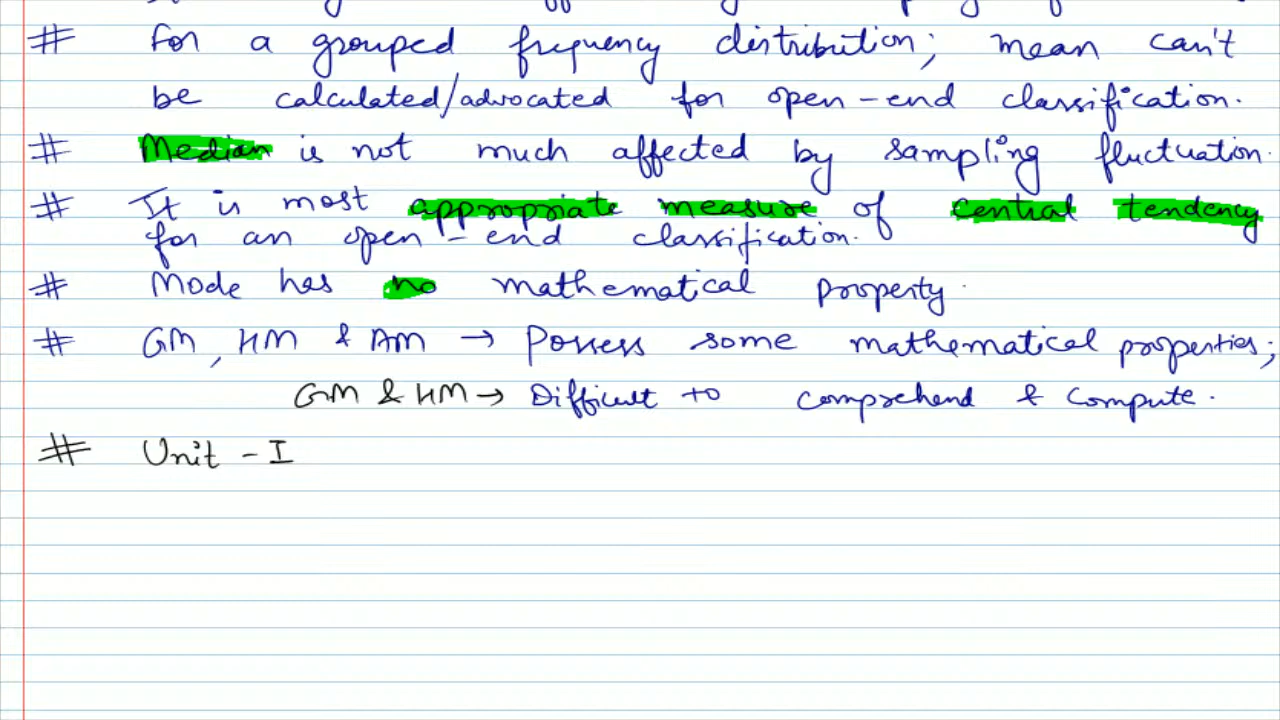 # For a grouped frequency distribution; mean can't
be calculated/advocated for open-end classification.
# Median is not much affected by sampling fluctuation.
# It is most appropriate measure of central tendency
for an open-end classification.
# Mode has no mathematical property.
# GM, HM & AM → Possess some mathematical properties;
GM & HM → Difficult to comprehend & compute.
# Unit - I